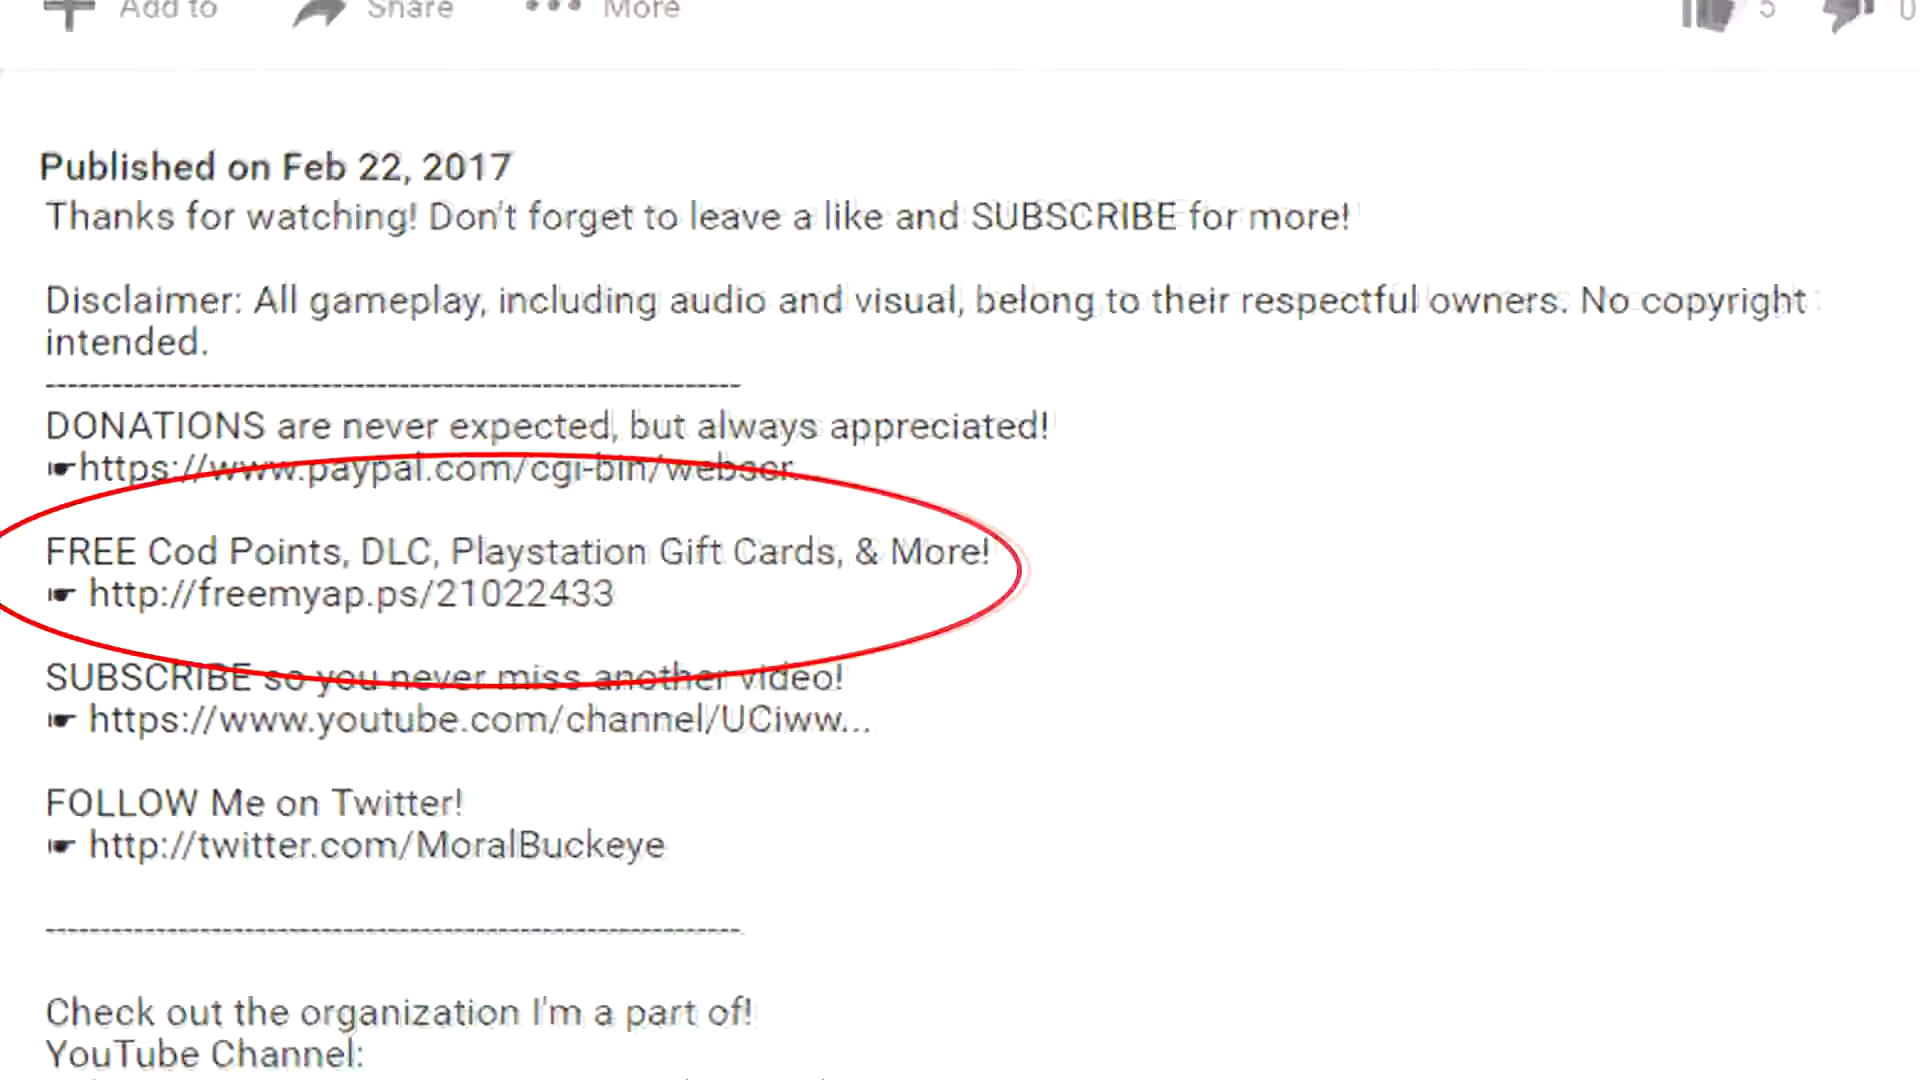 Add to Share More 5 0
Published on Feb 22, 2017
Thanks for watching! Don't forget to leave a like and SUBSCRIBE for more!
Disclaimer: All gameplay, including audio and visual, belong to their respectful owners. No copyright
intended.
---------------------------------------------------------------
DONATIONS are never expected, but always appreciated!
☛https://www.paypal.com/cgi-bin/webscr...
FREE Cod Points, DLC, Playstation Gift Cards, & More!
☛ http://freemyap.ps/21022433
SUBSCRIBE so you never miss another video!
☛ https://www.youtube.com/channel/UCiww...
FOLLOW Me on Twitter!
☛ http://twitter.com/MoralBuckeye
---------------------------------------------------------------
Check out the organization I'm a part of!
YouTube Channel: